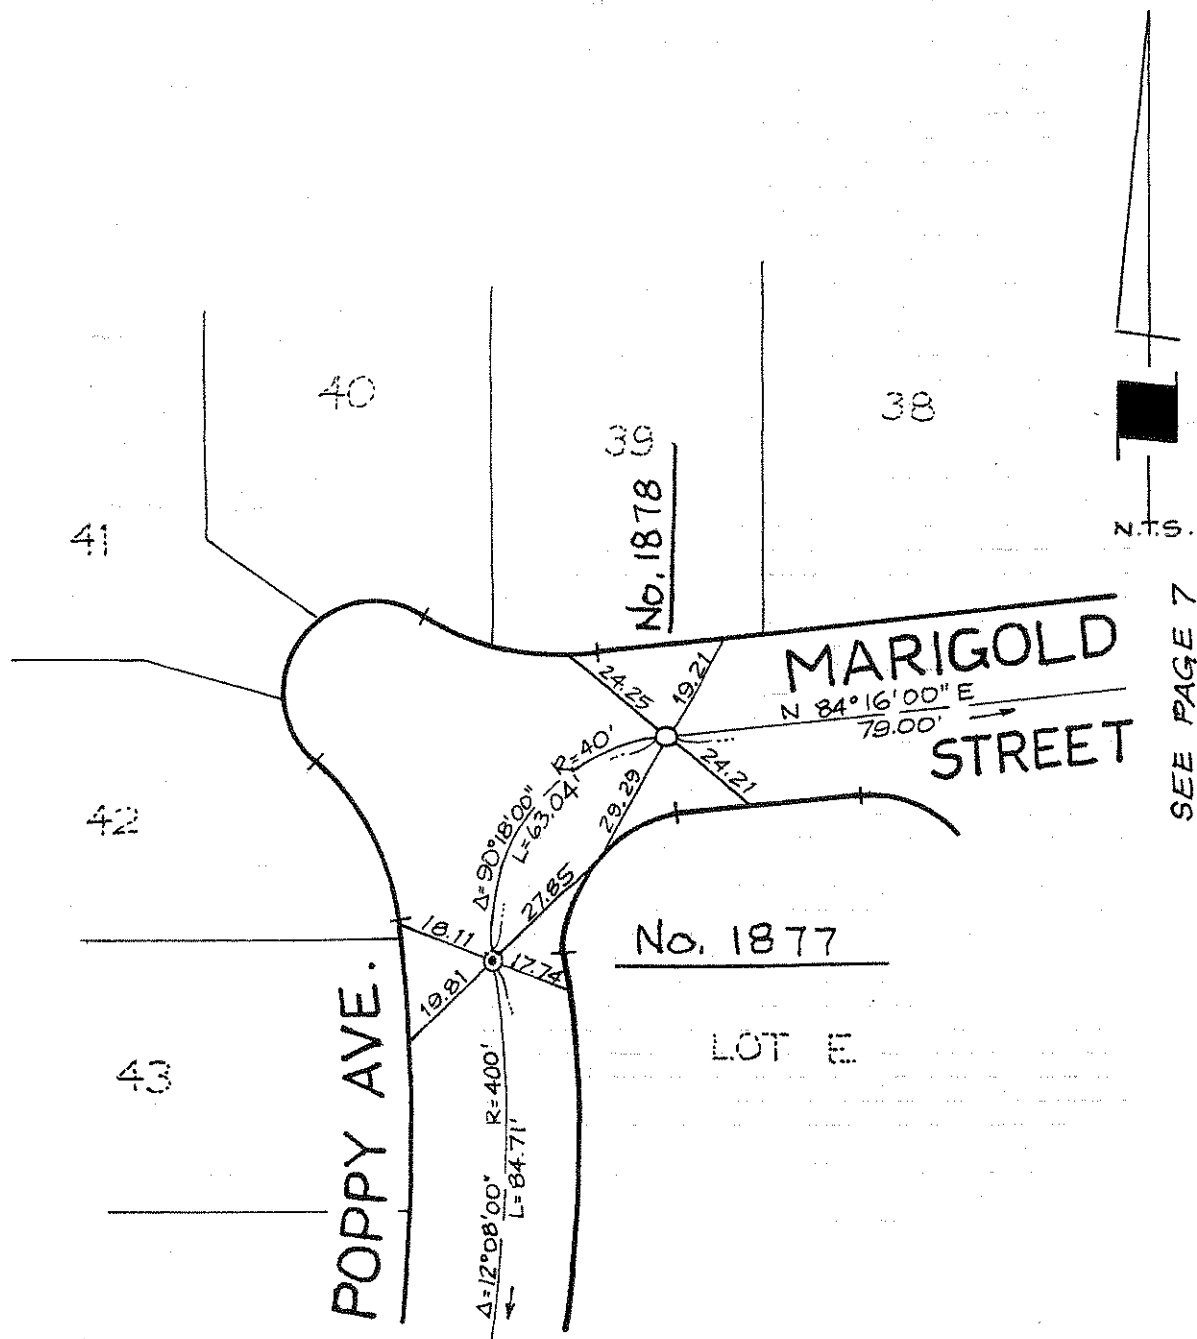 40
39
38
No. 1878
41
N.T.S.
SEE PAGE 7
MARIGOLD
STREET
N 84°16'00" E
79.00'
24.25
19.21
24.21
29.29
R=40'
Δ=90°18'00"
L=63.04'
42
27.85
18.11
17.74
19.81
No. 1877
LOT E
43
POPPY AVE.
R=400'
L=84.71'
Δ=12°08'00"